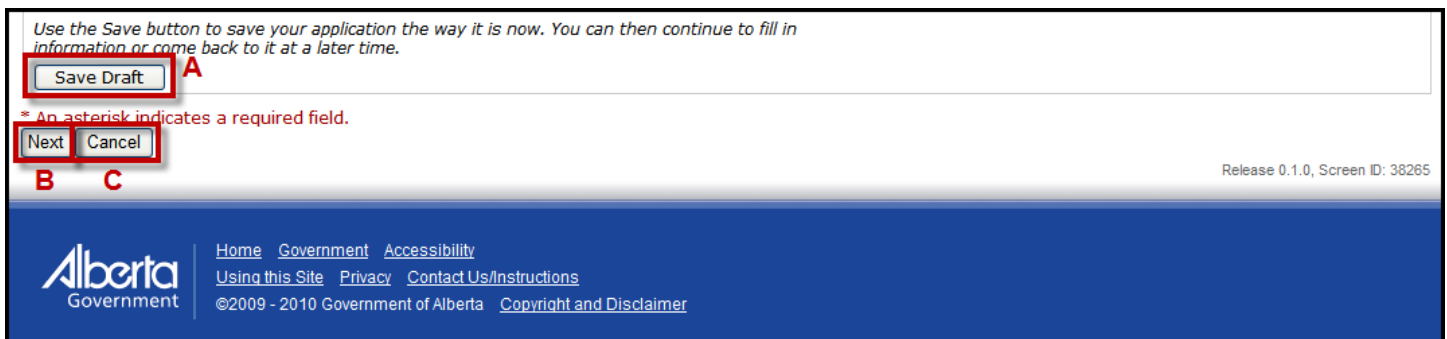 Use the Save button to save your application the way it is now. You can then continue to fill in
information or come back to it at a later time.
Save Draft
A
* An asterisk indicates a required field.
Next Cancel
B C
Release 0.1.0, Screen ID: 38265
Alberta
Government
Home Government Accessibility
Using this Site Privacy Contact Us/Instructions
©2009 - 2010 Government of Alberta Copyright and Disclaimer